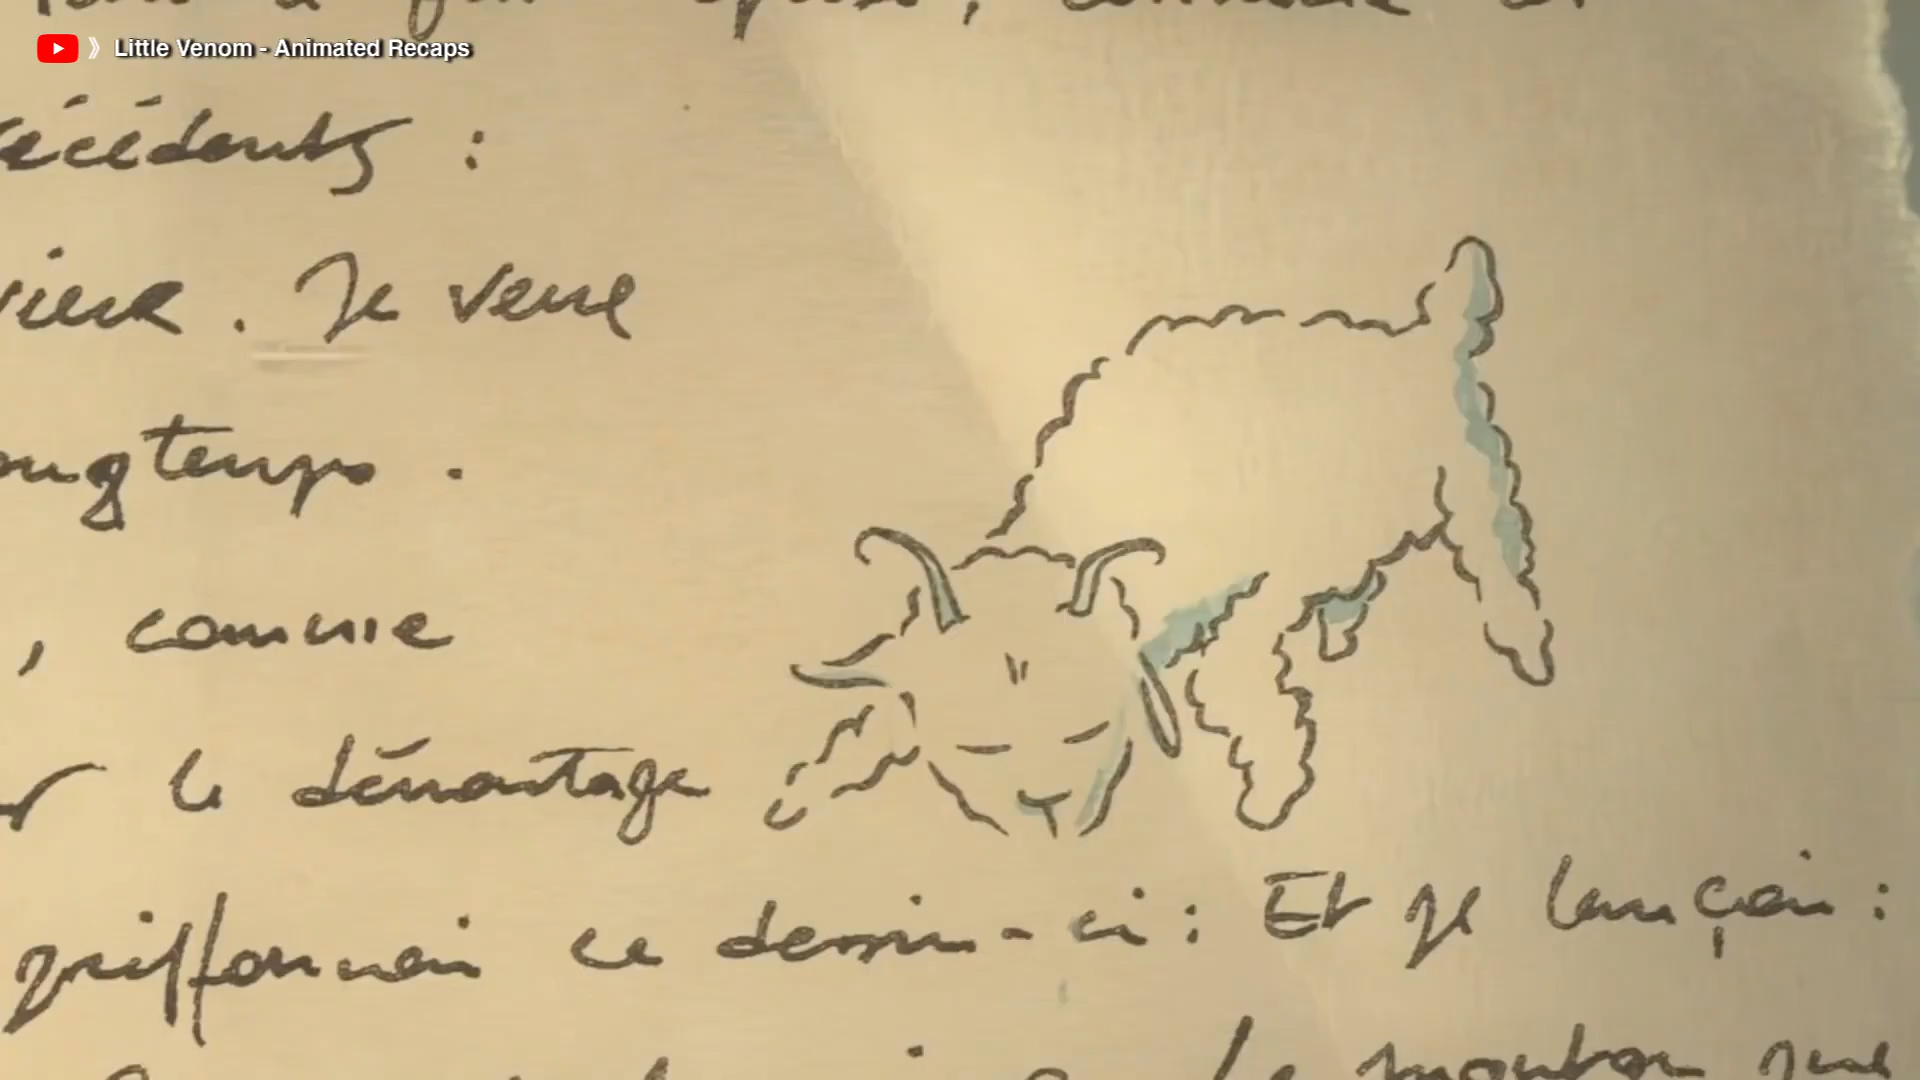 Little Venom - Animated Recaps
écédents :
vieux. Je veux
longtemps.
, comme
le démontage
griffonnai ce dessin-ci : Et je lançai :
le mouton que